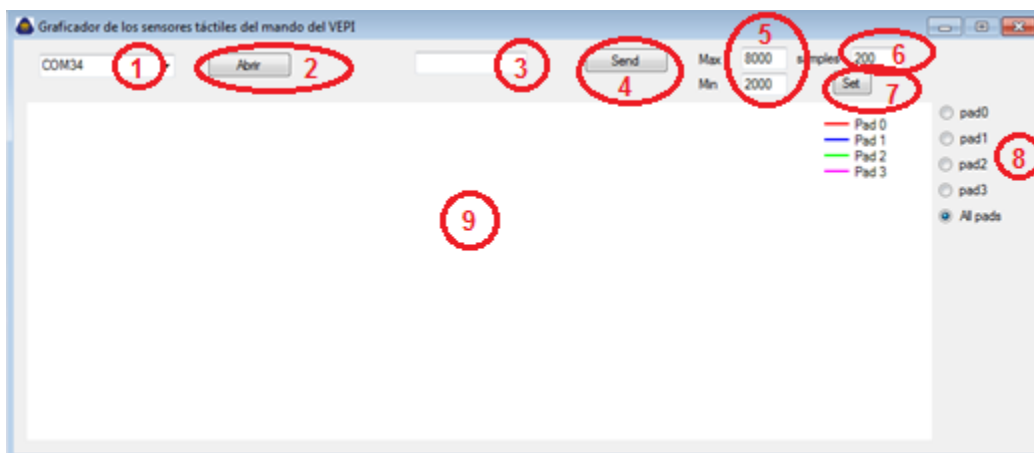 Graficador de los sensores táctiles del mando del VEPI
COM34 1 Abrir 2 3 Send 4 Max 8000 5 samples 200 6
Min 2000 Set 7
Pad 0
Pad 1
Pad 2
Pad 3
pad0
pad1
pad2 8
pad3
All pads
9